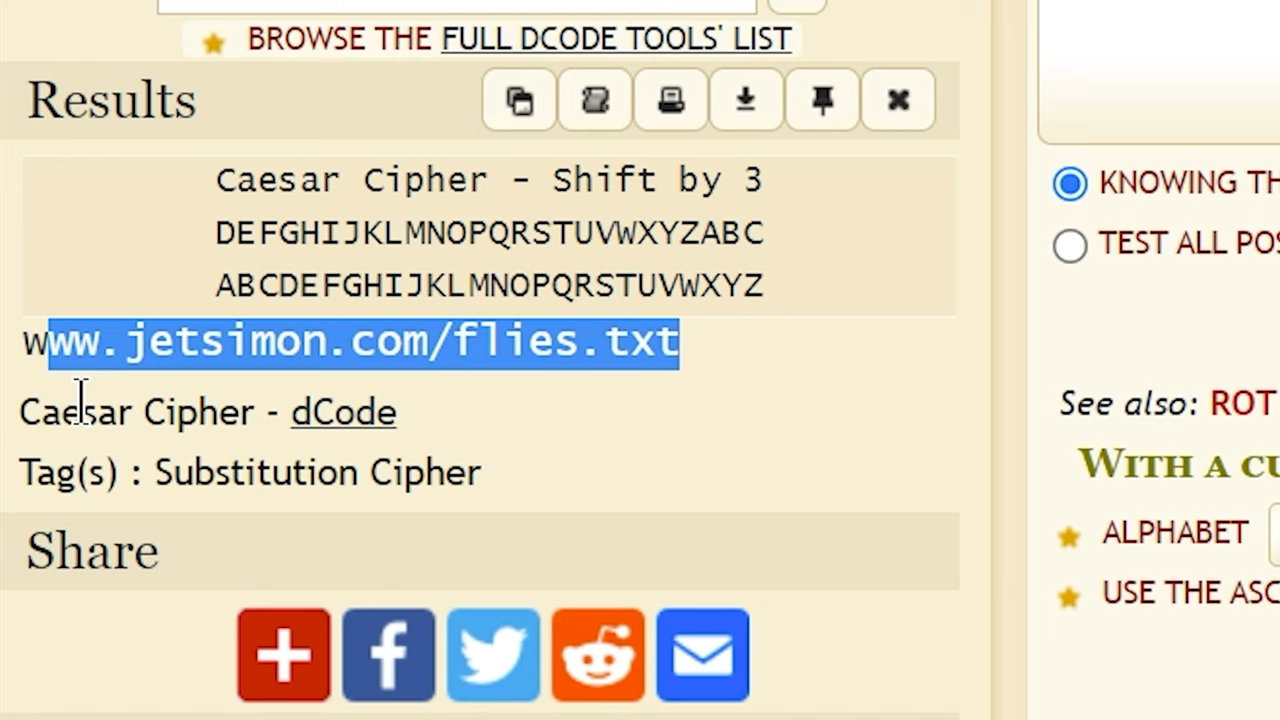 BROWSE THE FULL DCODE TOOLS' LIST
Results
Caesar Cipher - Shift by 3
DEFGHIJKLMNOPQRSTUVWXYZABC
ABCDEFGHIJKLMNOPQRSTUVWXYZ
www.jetsimon.com/flies.txt
Caesar Cipher - dCode
Tag(s) : Substitution Cipher
Share
KNOWING TH
TEST ALL POS
See also: ROT
WITH A CU
ALPHABET
USE THE ASC